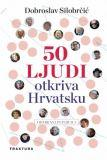 Dobroslav Silobrčić
50
LJUDI
otkriva
Hrvatsku
FRAKTURA